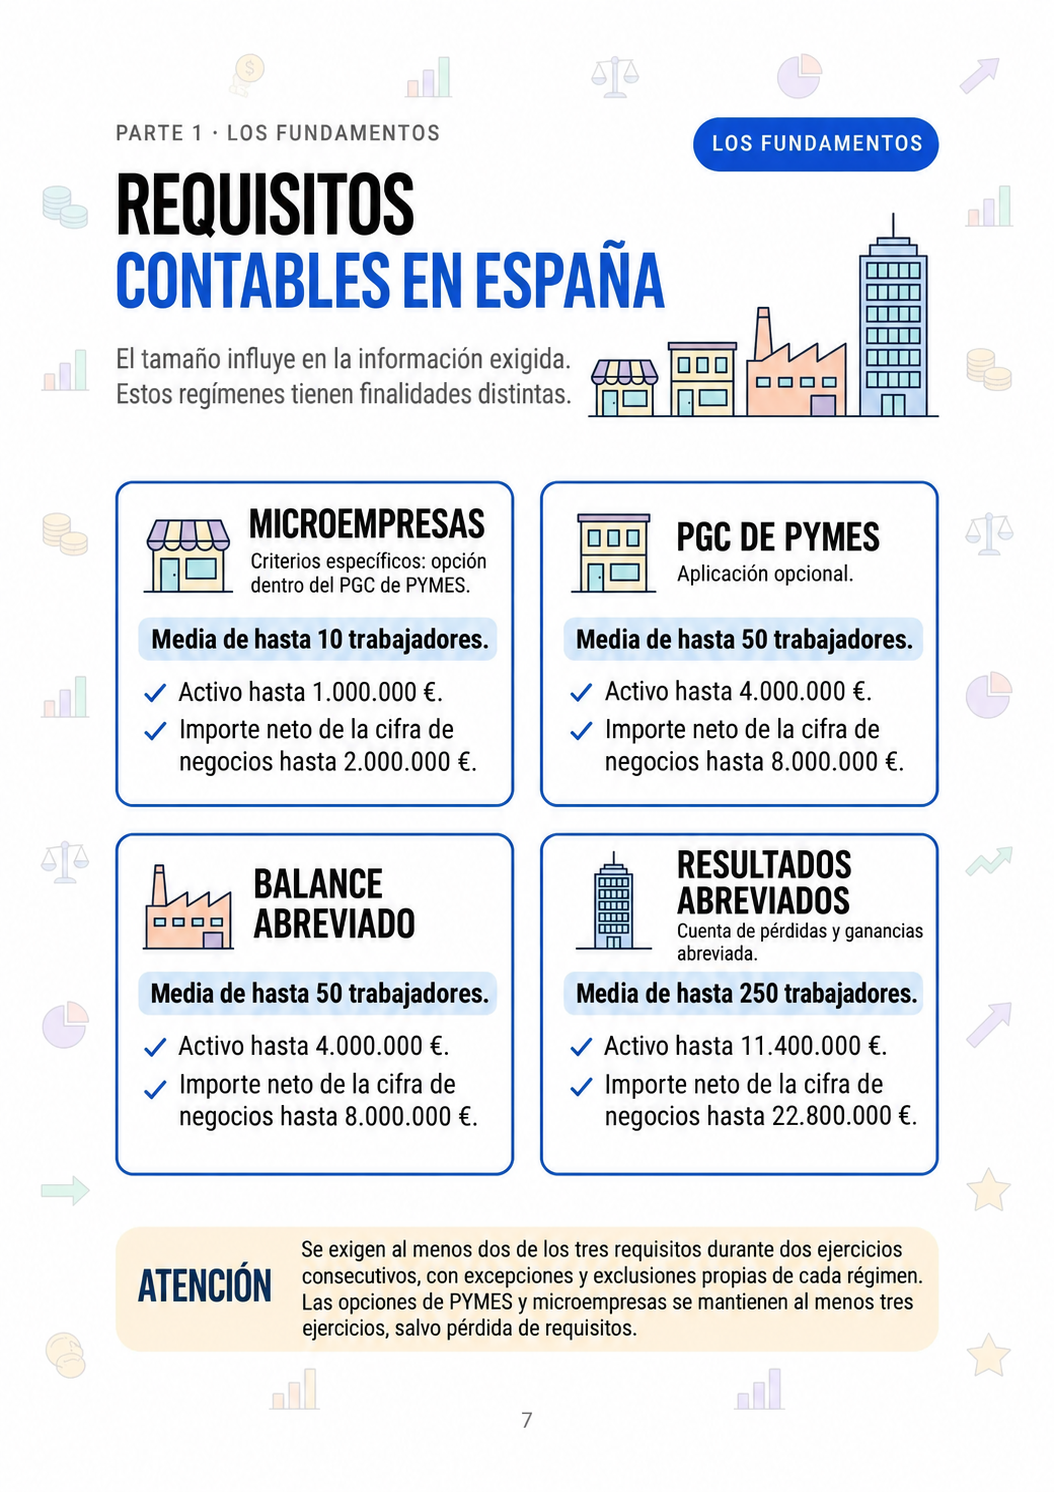 PARTE 1 · LOS FUNDAMENTOS
LOS FUNDAMENTOS
REQUISITOS
CONTABLES EN ESPAÑA
El tamaño influye en la información exigida.
Estos regímenes tienen finalidades distintas.
MICROEMPRESAS
Criterios específicos: opción
dentro del PGC de PYMES.
Media de hasta 10 trabajadores.
Activo hasta 1.000.000 €.
Importe neto de la cifra de
negocios hasta 2.000.000 €.
PGC DE PYMES
Aplicación opcional.
Media de hasta 50 trabajadores.
Activo hasta 4.000.000 €.
Importe neto de la cifra de
negocios hasta 8.000.000 €.
BALANCE
ABREVIADO
Media de hasta 50 trabajadores.
Activo hasta 4.000.000 €.
Importe neto de la cifra de
negocios hasta 8.000.000 €.
RESULTADOS
ABREVIADOS
Cuenta de pérdidas y ganancias
abreviada.
Media de hasta 250 trabajadores.
Activo hasta 11.400.000 €.
Importe neto de la cifra de
negocios hasta 22.800.000 €.
ATENCIÓN
Se exigen al menos dos de los tres requisitos durante dos ejercicios
consecutivos, con excepciones y exclusiones propias de cada régimen.
Las opciones de PYMES y microempresas se mantienen al menos tres
ejercicios, salvo pérdida de requisitos.
7